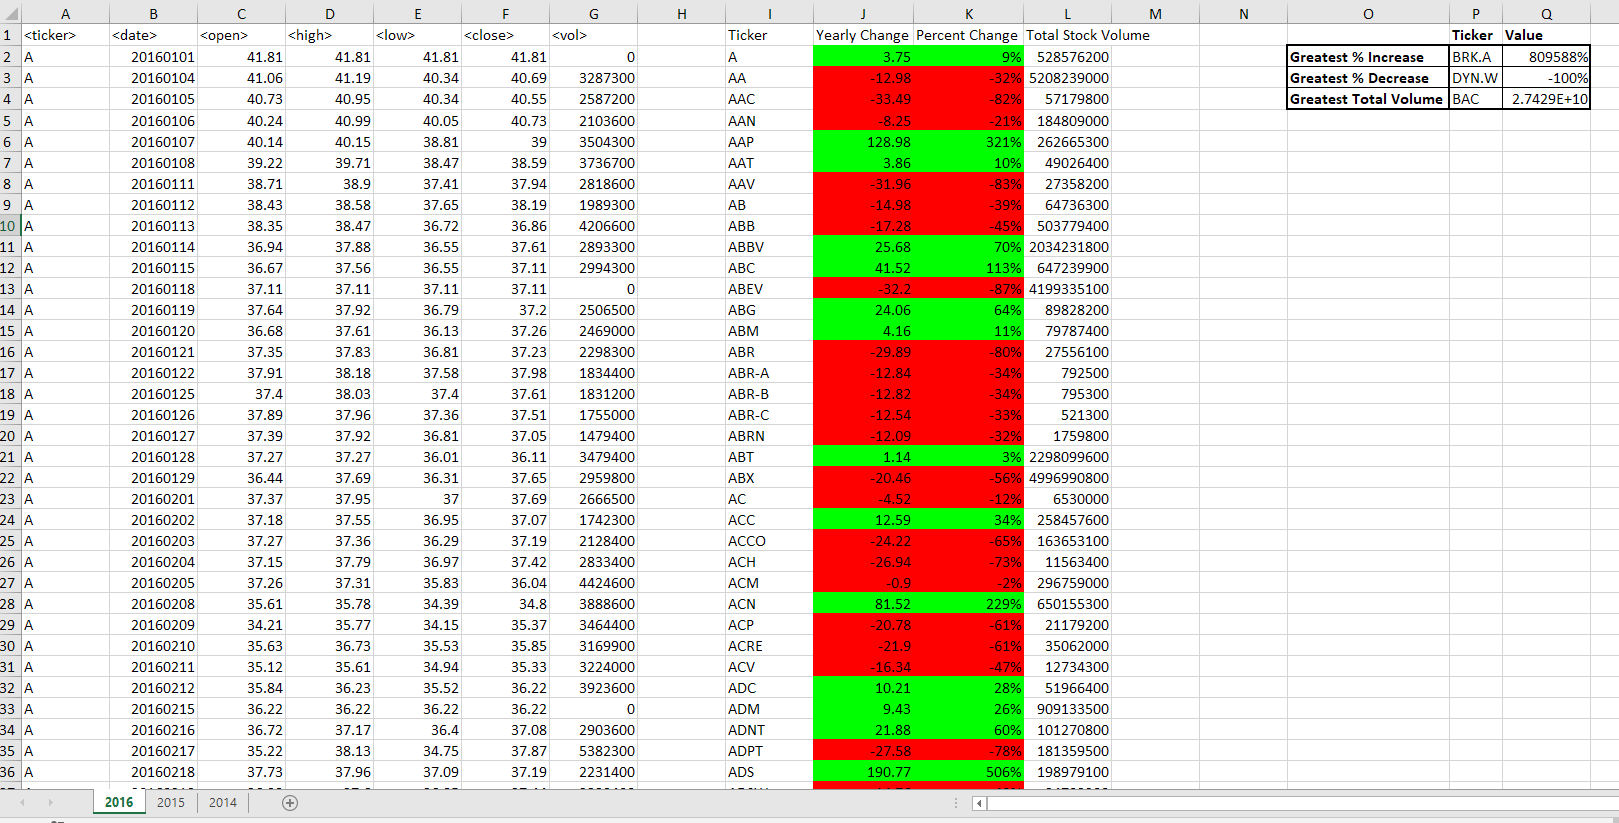 A B C D E F G H I J K L M N O P Q
1 <ticker> <date> <open> <high> <low> <close> <vol> Ticker Yearly Change Percent Change Total Stock Volume Ticker Value
2 A 20160101 41.81 41.81 41.81 41.81 0 A 3.75 9% 528576200 Greatest % Increase BRK.A 809588%
3 A 20160104 41.06 41.19 40.34 40.69 3287300 AA -12.98 -32% 5208239000 Greatest % Decrease DYN.W -100%
4 A 20160105 40.73 40.95 40.34 40.55 2587200 AAC -33.49 -82% 57179800 Greatest Total Volume BAC 2.7429E+10
5 A 20160106 40.24 40.99 40.05 40.73 2103600 AAN -8.25 -21% 184809000
6 A 20160107 40.14 40.15 38.81 39 3504300 AAP 128.98 321% 262665300
7 A 20160108 39.22 39.71 38.47 38.59 3736700 AAT 3.86 10% 49026400
8 A 20160111 38.71 38.9 37.41 37.94 2818600 AAV -31.96 -83% 27358200
9 A 20160112 38.43 38.58 37.65 38.19 1989300 AB -14.98 -39% 64736300
10 A 20160113 38.35 38.47 36.72 36.86 4206600 ABB -17.28 -45% 503779400
11 A 20160114 36.94 37.88 36.55 37.61 2893300 ABBV 25.68 70% 2034231800
12 A 20160115 36.67 37.56 36.55 37.11 2994300 ABC 41.52 113% 647239900
13 A 20160118 37.11 37.11 37.11 37.11 0 ABEV -32.2 -87% 4199335100
14 A 20160119 37.64 37.92 36.79 37.2 2506500 ABG 24.06 64% 89828200
15 A 20160120 36.68 37.61 36.13 37.26 2469000 ABM 4.16 11% 79787400
16 A 20160121 37.35 37.83 36.81 37.23 2298300 ABR -29.89 -80% 27556100
17 A 20160122 37.91 38.18 37.58 37.98 1834400 ABR-A -12.84 -34% 792500
18 A 20160125 37.4 38.03 37.4 37.61 1831200 ABR-B -12.82 -34% 795300
19 A 20160126 37.89 37.96 37.36 37.51 1755000 ABR-C -12.54 -33% 521300
20 A 20160127 37.39 37.92 36.81 37.05 1479400 ABRN -12.09 -32% 1759800
21 A 20160128 37.27 37.27 36.01 36.11 3479400 ABT 1.14 3% 2298099600
22 A 20160129 36.44 37.69 36.31 37.65 2959800 ABX -20.46 -56% 4996990800
23 A 20160201 37.37 37.95 37 37.69 2666500 AC -4.52 -12% 6530000
24 A 20160202 37.18 37.55 36.95 37.07 1742300 ACC 12.59 34% 258457600
25 A 20160203 37.27 37.36 36.29 37.19 2128400 ACCO -24.22 -65% 163653100
26 A 20160204 37.15 37.79 36.97 37.42 2833400 ACH -26.94 -73% 11563400
27 A 20160205 37.26 37.31 35.83 36.04 4424600 ACM -0.9 -2% 296759000
28 A 20160208 35.61 35.78 34.39 34.8 3888600 ACN 81.52 229% 650155300
29 A 20160209 34.21 35.77 34.15 35.37 3464400 ACP -20.78 -61% 21179200
30 A 20160210 35.63 36.73 35.53 35.85 3169900 ACRE -21.9 -61% 35062000
31 A 20160211 35.12 35.61 34.94 35.33 3224000 ACV -16.34 -47% 12734300
32 A 20160212 35.84 36.23 35.52 36.22 3923600 ADC 10.21 28% 51966400
33 A 20160215 36.22 36.22 36.22 36.22 0 ADM 9.43 26% 909133500
34 A 20160216 36.72 37.17 36.4 37.08 2903600 ADNT 21.88 60% 101270800
35 A 20160217 35.22 38.13 34.75 37.87 5382300 ADPT -27.58 -78% 181359500
36 A 20160218 37.73 37.96 37.09 37.19 2231400 ADS 190.77 506% 198979100
2016 2015 2014